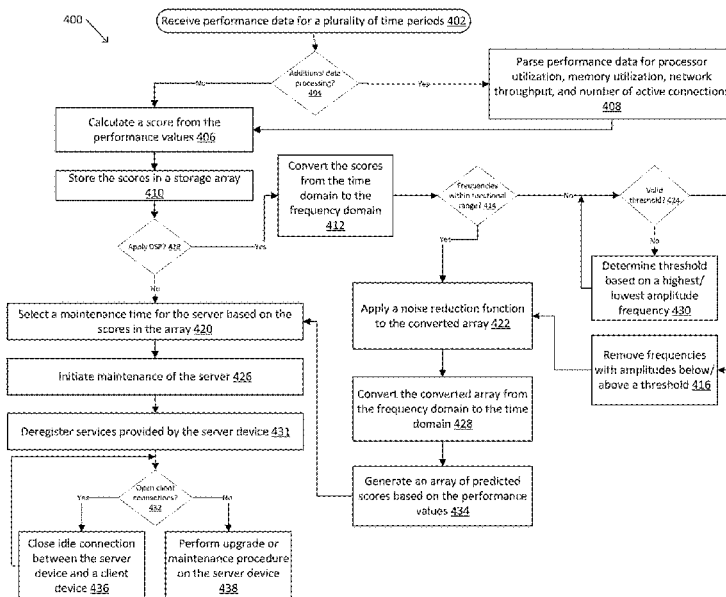 400
Receive performance data for a plurality of time periods 402
Additional data
processing?
404
No
Yes
Parse performance data for
processor
utilization, memory utilization, network
throughput, and number of active connections
408
Calculate a score from the
performance values 406
Store the scores in a storage array
410
Apply DSP? 418
Yes
No
Convert the
scores
from the time
domain to the
frequency domain
412
Frequencies
within functional
range? 414
No
Yes
Valid
threshold? 424
No
Determine threshold
based on a highest/
lowest amplitude
frequency 430
Remove frequencies
with amplitudes below/
above a threshold 416
Apply a noise reduction function
to the converted array 422
Convert the converted array from
the frequency domain to the time
domain 428
Generate an array of predicted
scores based on the performance
values 434
Select a maintenance time for the server based on the
scores in the array 420
Initiate maintenance of the server 426
Deregister services provided by the server device 431
Open client
connections?
432
Yes
No
Close idle connection
between the server
device and a client
device 436
Perform upgrade or
maintenance procedure
on the server device
438